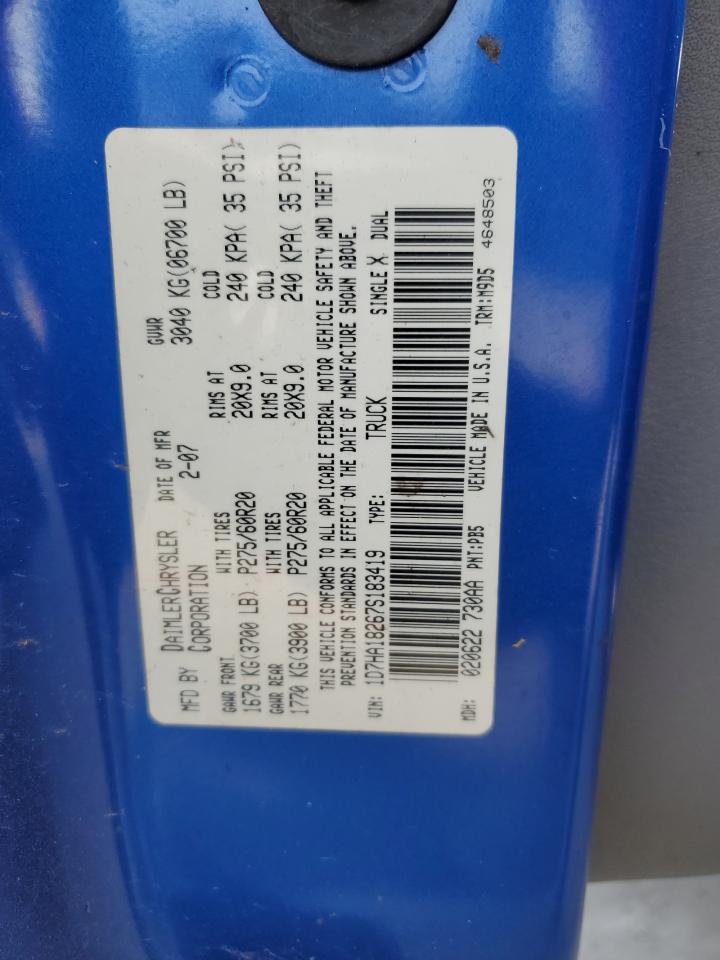 MFD BY DAIMLERCHRYSLER CORPORATION
DATE OF MFR 2-07
GVWR 3040 KG(06700 LB)
GAWR FRONT WITH TIRES RIMS AT COLD
1679 KG(3700 LB) P275/60R20 20X9.0 240 KPA( 35 PSI)
GAWR REAR WITH TIRES RIMS AT COLD
1770 KG(3900 LB) P275/60R20 20X9.0 240 KPA( 35 PSI)
THIS VEHICLE CONFORMS TO ALL APPLICABLE FEDERAL MOTOR VEHICLE SAFETY AND THEFT
PREVENTION STANDARDS IN EFFECT ON THE DATE OF MANUFACTURE SHOWN ABOVE.
VIN: 1D7HA18267S183419 TYPE: TRUCK SINGLE X DUAL
MDH: 020622 730AA PNT:PB5 VEHICLE MADE IN U.S.A. TRM:M9D5 4648503